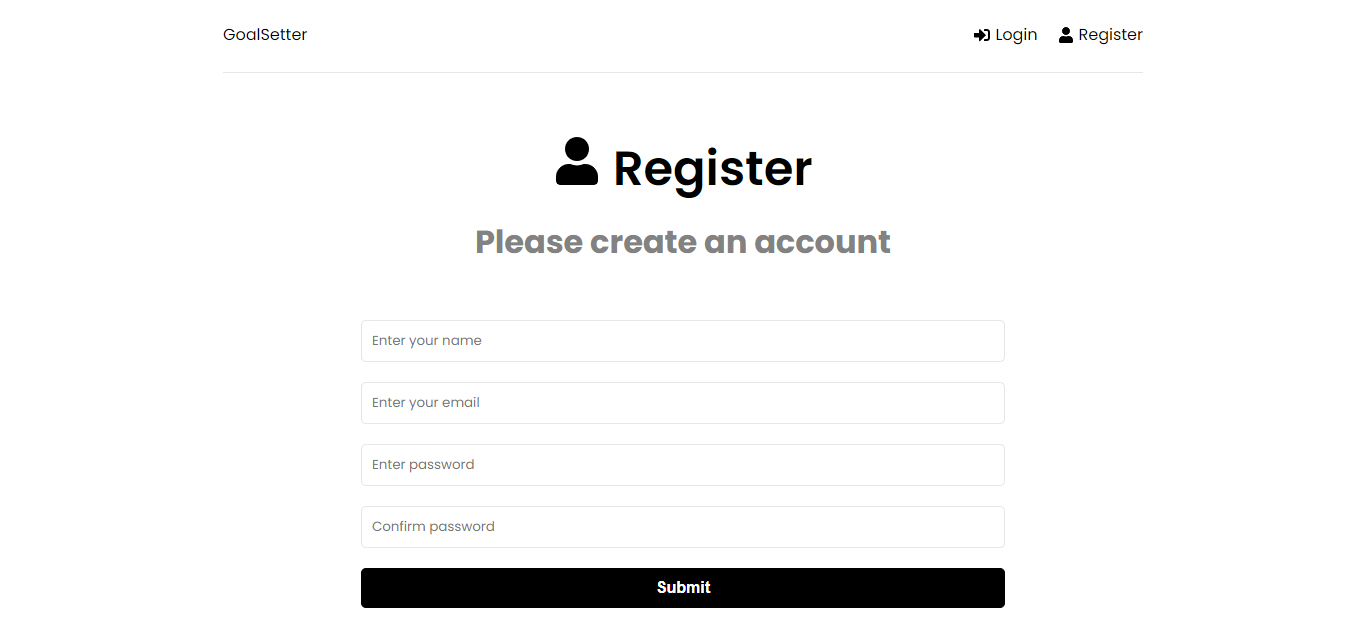 GoalSetter Login Register
Register
Please create an account
Enter your name
Enter your email
Enter password
Confirm password
Submit